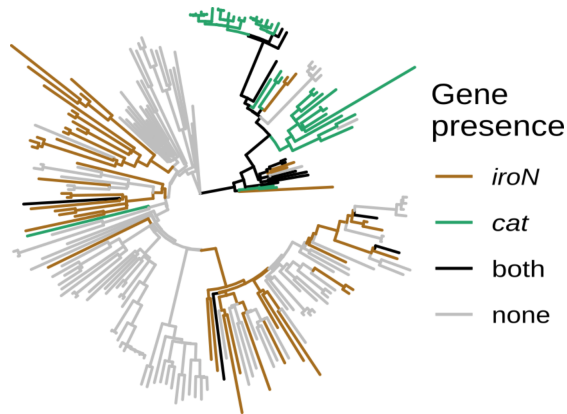 Gene
presence
iroN
cat
both
none